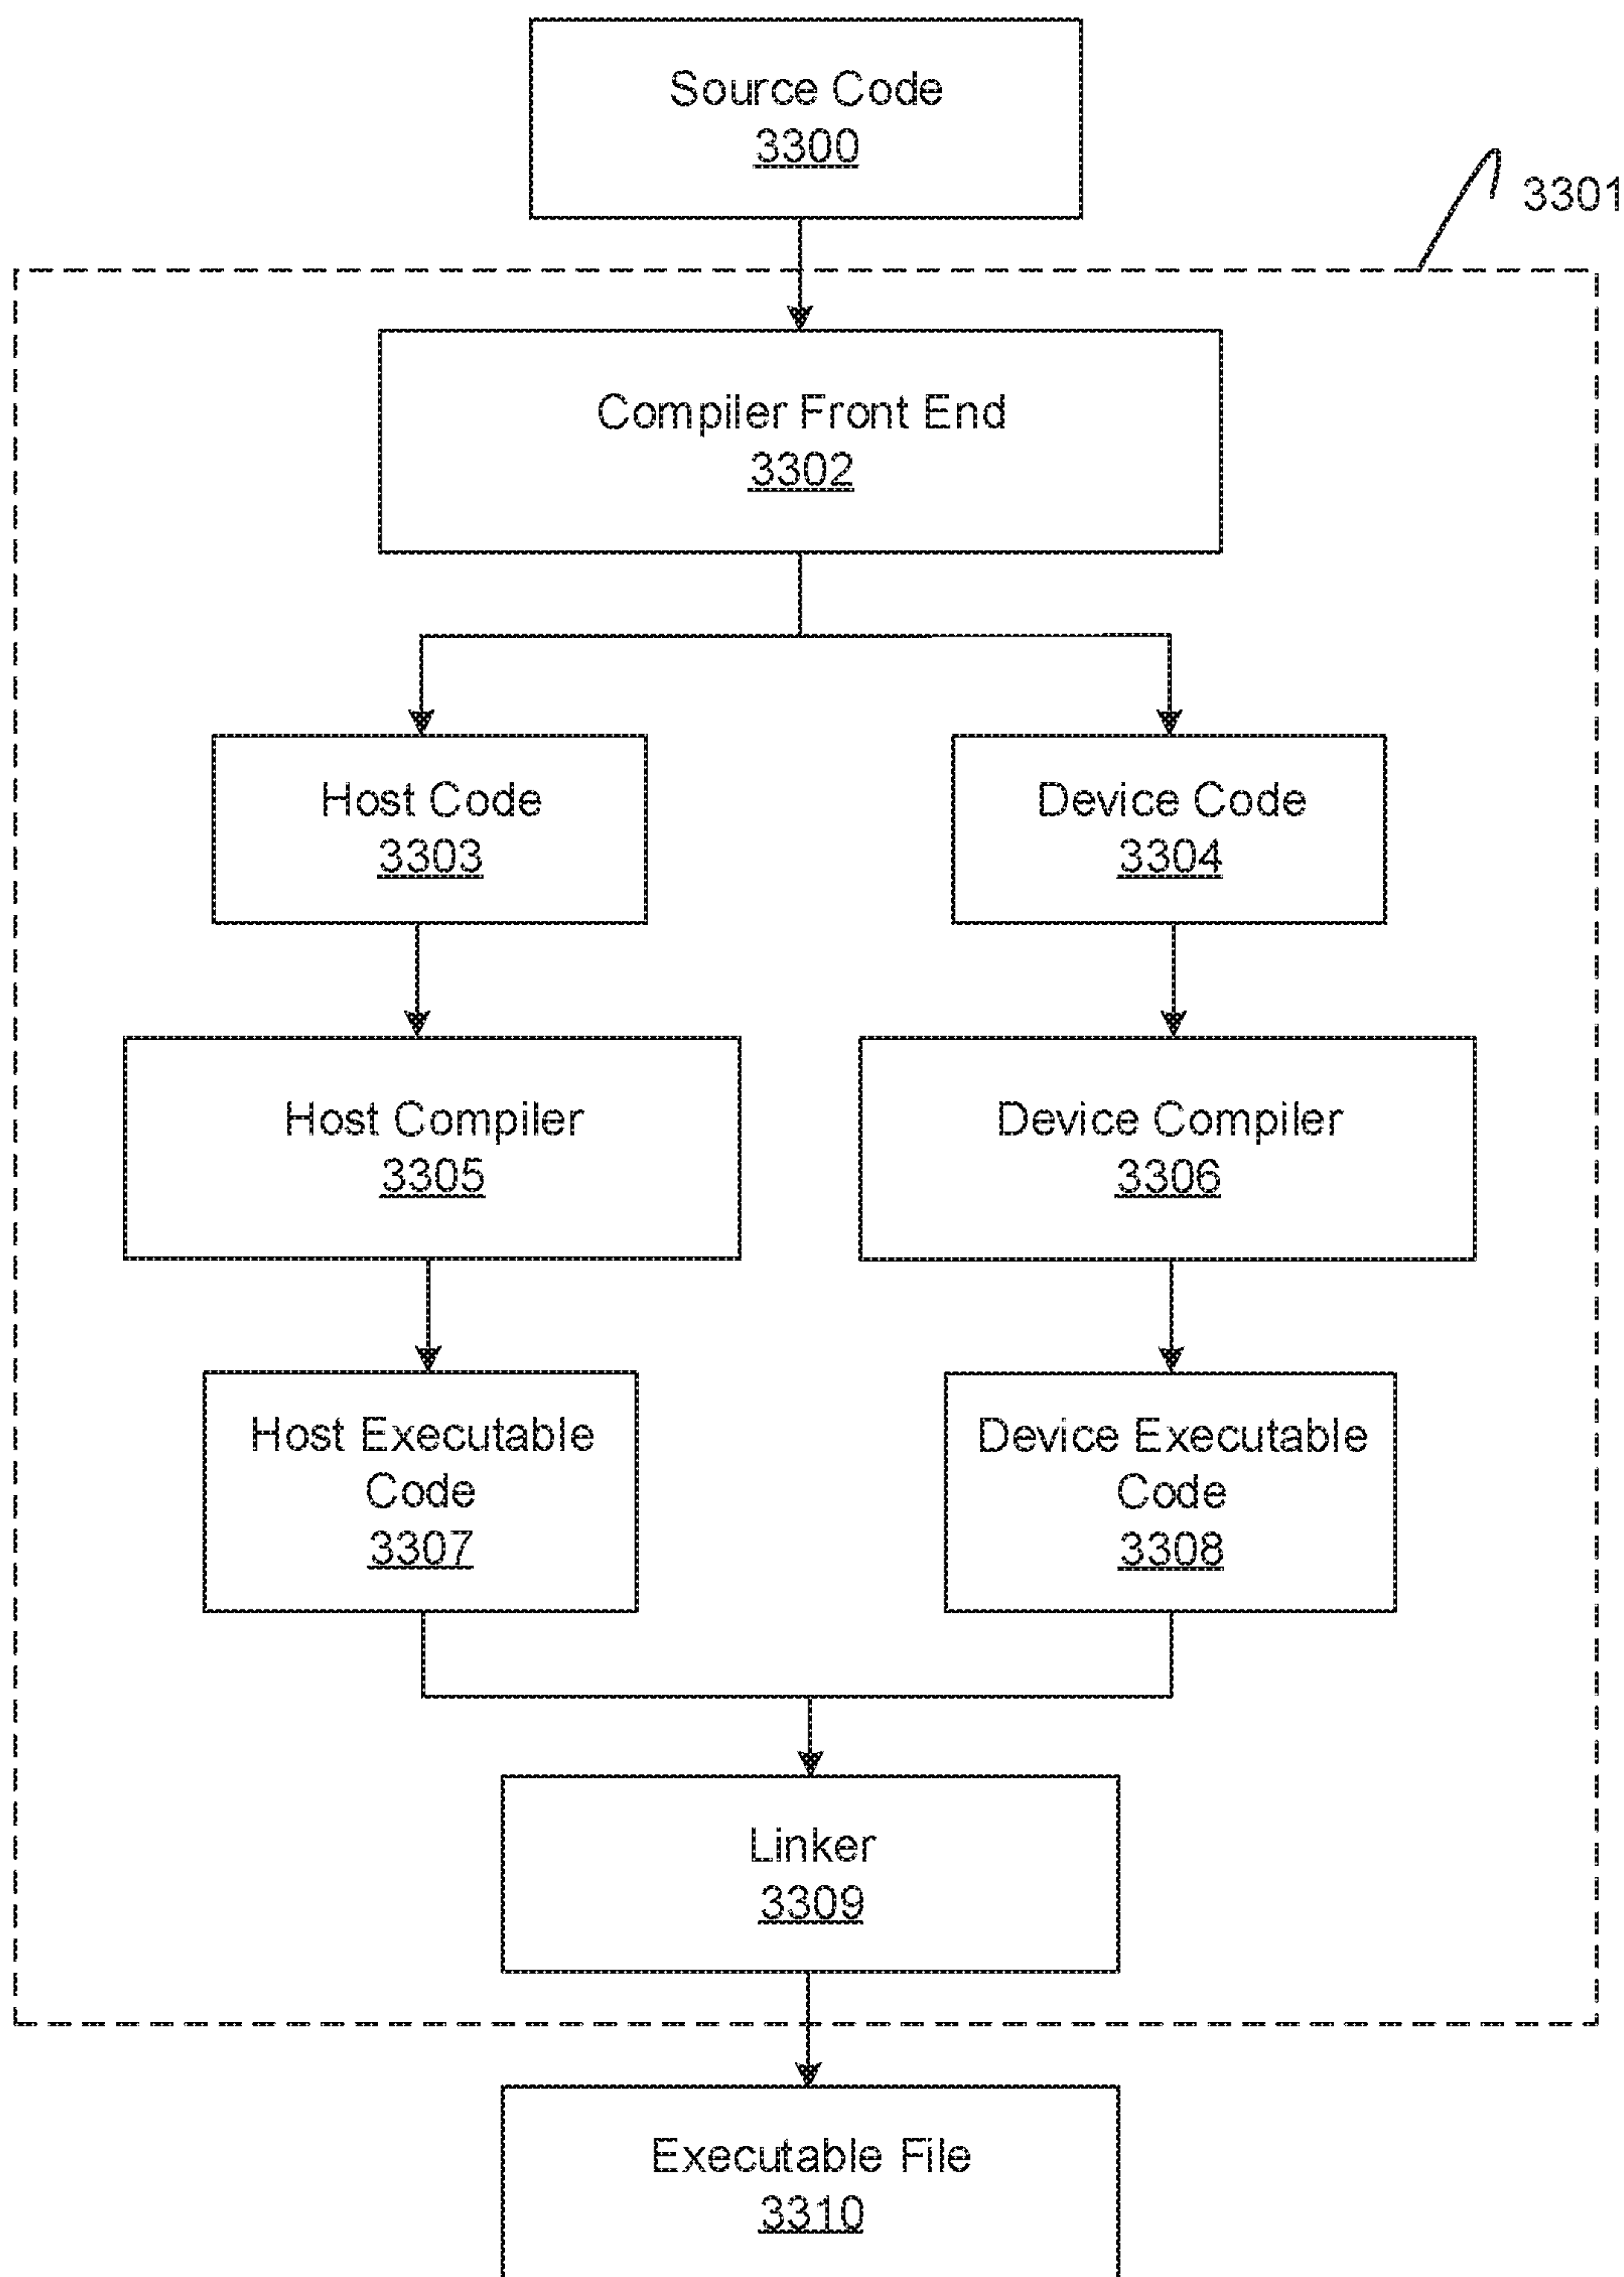 Source Code
3300
3301
Compiler Front End
3302
Host Code
3303
Device Code
3304
Host Compiler
3305
Device Compiler
3306
Host Executable
Code
3307
Device Executable
Code
3308
Linker
3309
Executable File
3310